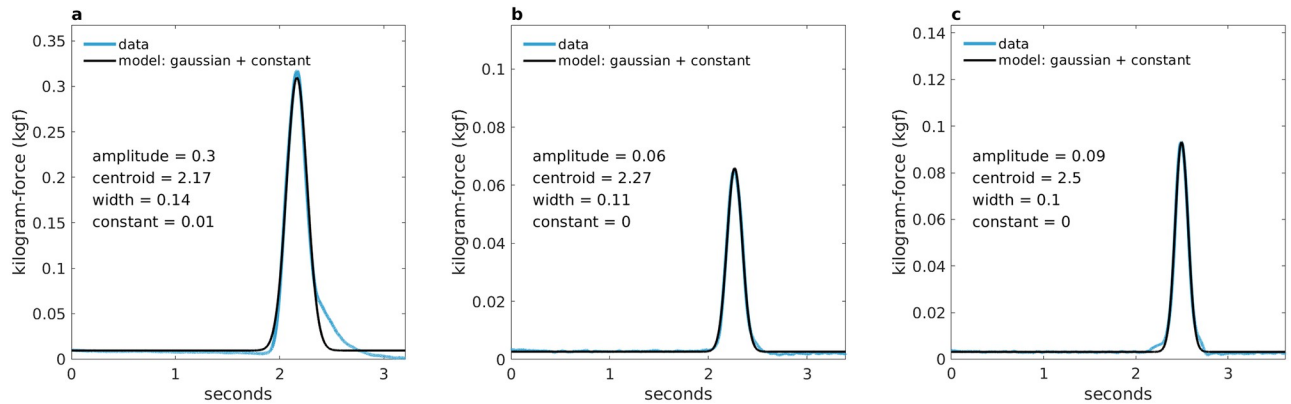 a
kilogram-force (kgf)
0.35
0.3
0.25
0.2
0.15
0.1
0.05
0
data
model: gaussian + constant
amplitude = 0.3
centroid = 2.17
width = 0.14
constant = 0.01
0 1 2 3
seconds
b
kilogram-force (kgf)
0.1
0.08
0.06
0.04
0.02
0
data
model: gaussian + constant
amplitude = 0.06
centroid = 2.27
width = 0.11
constant = 0
0 1 2 3
seconds
c
kilogram-force (kgf)
0.14
0.12
0.1
0.08
0.06
0.04
0.02
0
data
model: gaussian + constant
amplitude = 0.09
centroid = 2.5
width = 0.1
constant = 0
0 1 2 3
seconds